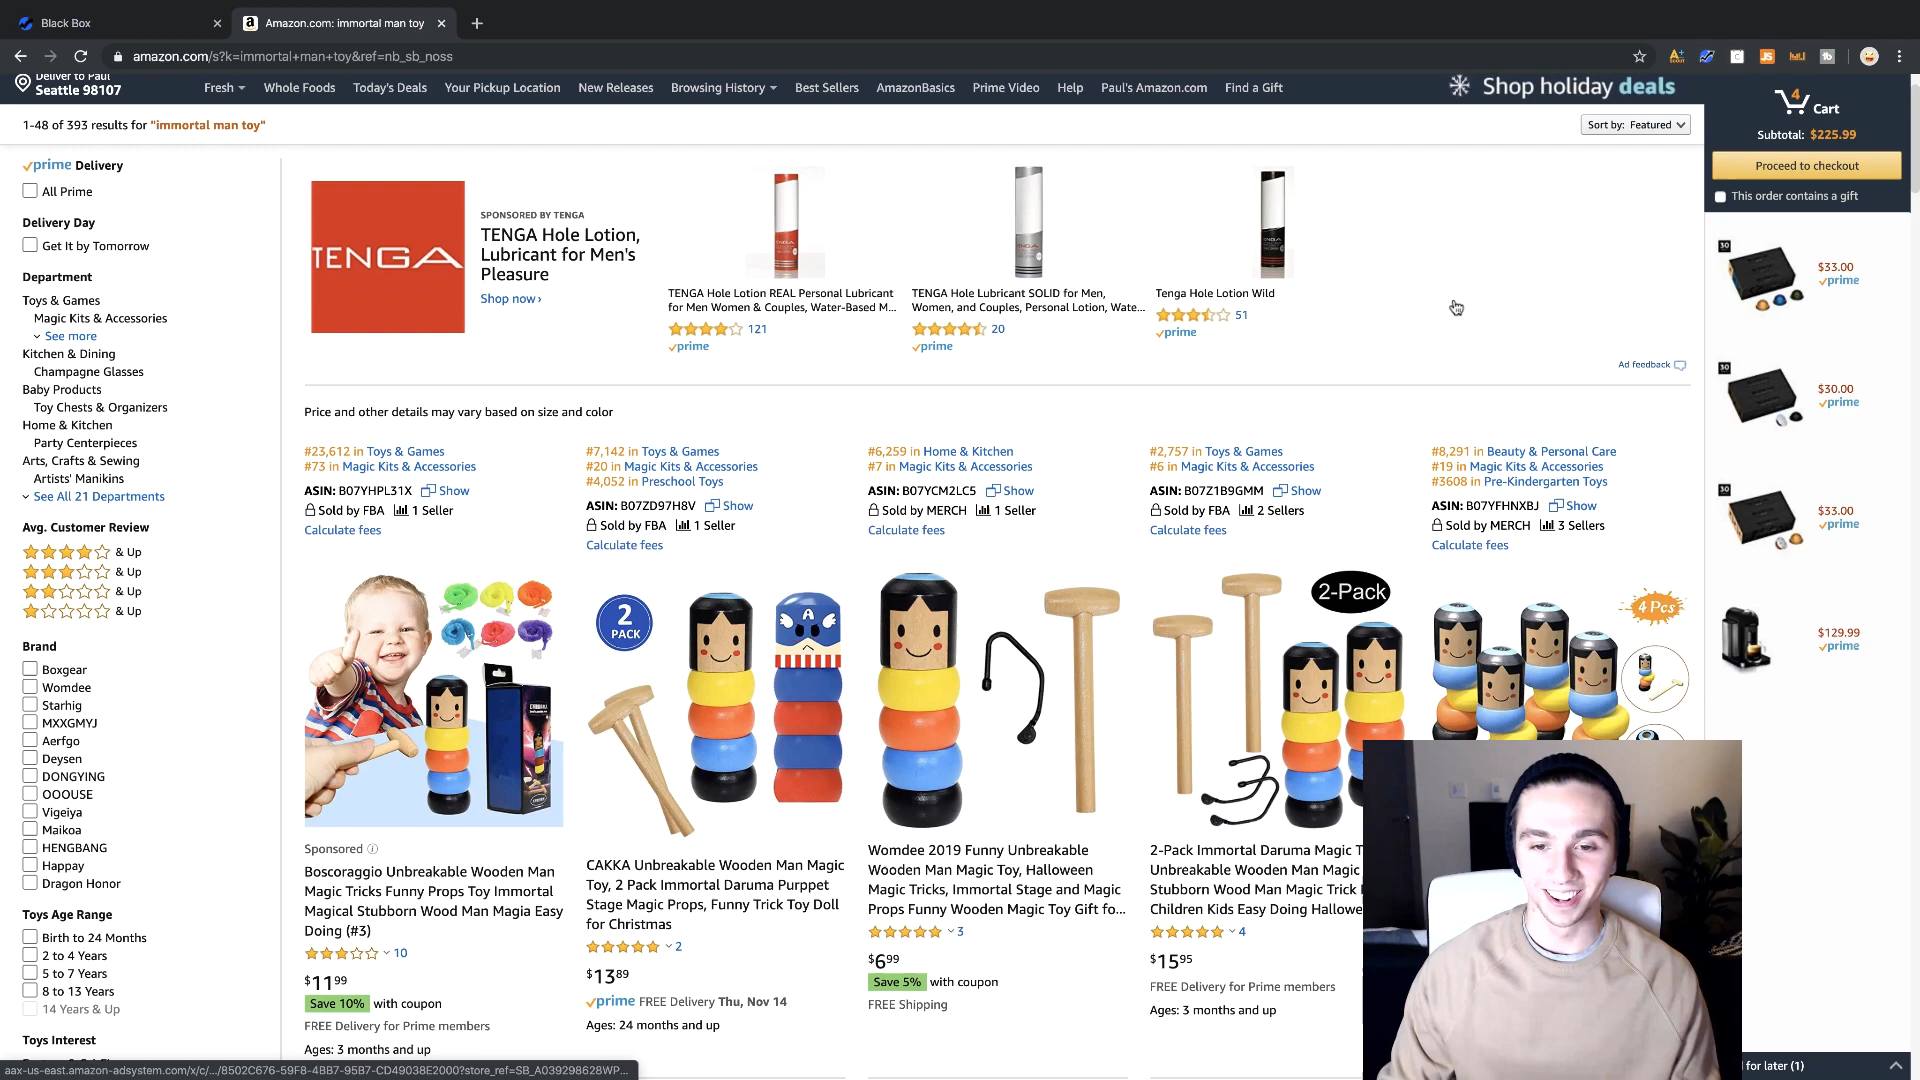 Black Box
Amazon.com: immortal man toy
amazon.com/s?k=immortal+man+toy&ref=nb_sb_noss
Deliver to Paul
Seattle 98107
Fresh
Whole Foods
Today's Deals
Your Pickup Location
New Releases
Browsing History
Best Sellers
AmazonBasics
Prime Video
Help
Paul's Amazon.com
Find a Gift
Shop holiday deals
4
Cart
Subtotal: $225.99
Proceed to checkout
This order contains a gift
1-48 of 393 results for "immortal man toy"
Sort by: Featured
prime Delivery
All Prime
Delivery Day
Get It by Tomorrow
Department
Toys & Games
Magic Kits & Accessories
See more
Kitchen & Dining
Champagne Glasses
Baby Products
Toy Chests & Organizers
Home & Kitchen
Party Centerpieces
Arts, Crafts & Sewing
Artists' Manikins
See All 21 Departments
Avg. Customer Review
& Up
& Up
& Up
& Up
Brand
Boxgear
Womdee
Starhig
MXXGMYJ
Aerfgo
Deysen
DONGYING
OOOUSE
Vigeiya
Maikoa
HENGBANG
Happay
Dragon Honor
Toys Age Range
Birth to 24 Months
2 to 4 Years
5 to 7 Years
8 to 13 Years
14 Years & Up
Toys Interest
TENGA
SPONSORED BY TENGA
TENGA Hole Lotion,
Lubricant for Men's
Pleasure
Shop now ›
TENGA Hole Lotion REAL Personal Lubricant
for Men Women & Couples, Water-Based M...
121
prime
TENGA Hole Lubricant SOLID for Men,
Women, and Couples, Personal Lotion, Wate...
20
prime
Tenga Hole Lotion Wild
51
prime
Ad feedback
Price and other details may vary based on size and color
#23,612 in Toys & Games
#73 in Magic Kits & Accessories
ASIN: B07YHPL31X Show
Sold by FBA 1 Seller
Calculate fees
#7,142 in Toys & Games
#20 in Magic Kits & Accessories
#4,052 in Preschool Toys
ASIN: B07ZD97H8V Show
Sold by FBA 1 Seller
Calculate fees
#6,259 in Home & Kitchen
#7 in Magic Kits & Accessories
ASIN: B07YCM2LC5 Show
Sold by MERCH 1 Seller
Calculate fees
#2,757 in Toys & Games
#6 in Magic Kits & Accessories
ASIN: B07Z1B9GMM Show
Sold by FBA 2 Sellers
Calculate fees
#8,291 in Beauty & Personal Care
#19 in Magic Kits & Accessories
#3608 in Pre-Kindergarten Toys
ASIN: B07YFHNXBJ Show
Sold by MERCH 3 Sellers
Calculate fees
2
PACK
A
2-Pack
4 Pcs
Sponsored
Boscoraggio Unbreakable Wooden Man
Magic Tricks Funny Props Toy Immortal
Magical Stubborn Wood Man Magia Easy
Doing (#3)
10
$11 99
Save 10% with coupon
FREE Delivery for Prime members
Ages: 3 months and up
CAKKA Unbreakable Wooden Man Magic
Toy, 2 Pack Immortal Daruma Purppet
Stage Magic Props, Funny Trick Toy Doll
for Christmas
2
$13 89
prime FREE Delivery Thu, Nov 14
Ages: 24 months and up
Womdee 2019 Funny Unbreakable
Wooden Man Magic Toy, Halloween
Magic Tricks, Immortal Stage and Magic
Props Funny Wooden Magic Toy Gift fo...
3
$6 99
Save 5% with coupon
FREE Shipping
2-Pack Immortal Daruma Magic T
Unbreakable Wooden Man Magic
Stubborn Wood Man Magic Trick
Children Kids Easy Doing Hallowe
4
$15 95
FREE Delivery for Prime members
Ages: 3 months and up
30
$33.00
prime
30
$30.00
prime
30
$33.00
prime
$129.99
prime
for later (1)
aax-us-east.amazon-adsystem.com/x/c/.../8502C676-59F8-4BB7-95B7-CD49038E2000?store_ref=SB_A039298628WP...